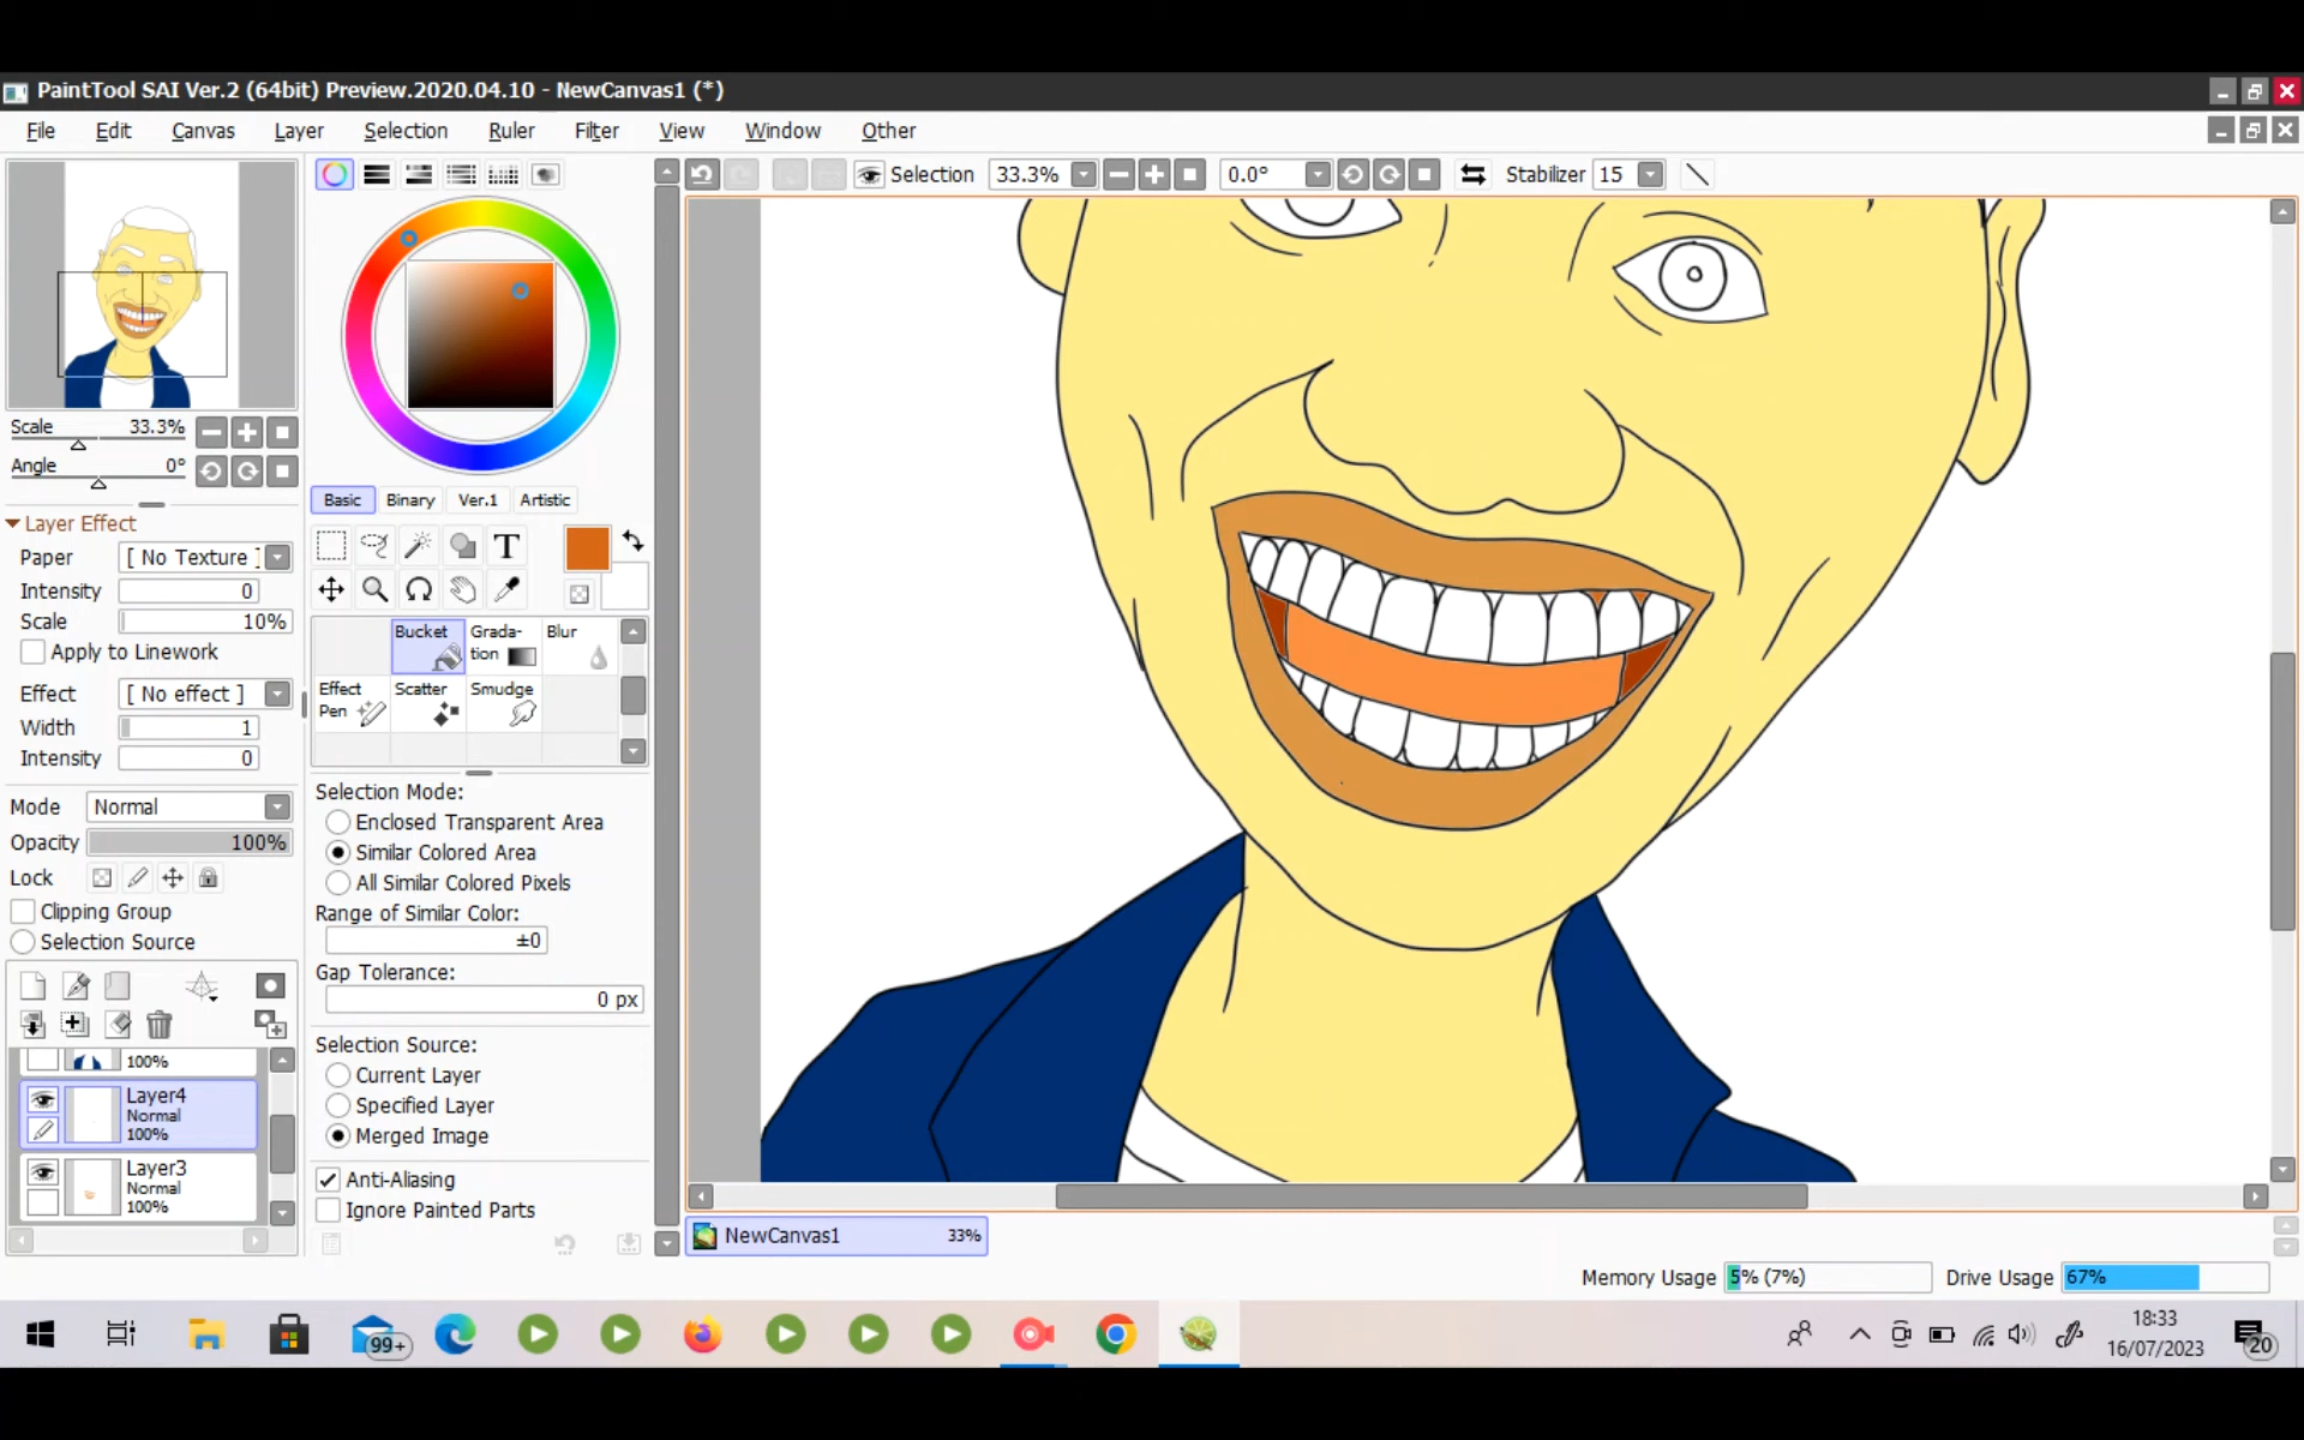 PaintTool SAI Ver.2 (64bit) Preview.2020.04.10 - NewCanvas1 (*)
File Edit Canvas Layer Selection Ruler Filter View Window Other
Selection 33.3% 0.0° Stabilizer 15
Scale 33.3%
Angle 0°
Layer Effect
Paper [ No Texture ]
Intensity 0
Scale 10%
Apply to Linework
Effect [ No effect ]
Width 1
Intensity 0
Mode Normal
Opacity 100%
Lock
Clipping Group
Selection Source
100%
Layer4
Normal
100%
Layer3
Normal
100%
Basic Binary Ver.1 Artistic
T
Bucket Grada-
tion Blur
Effect
Pen Scatter Smudge
Selection Mode:
Enclosed Transparent Area
Similar Colored Area
All Similar Colored Pixels
Range of Similar Color:
±0
Gap Tolerance:
0 px
Selection Source:
Current Layer
Specified Layer
Merged Image
Anti-Aliasing
Ignore Painted Parts
NewCanvas1 33%
Memory Usage 5% (7%) Drive Usage 67%
99+
18:33
16/07/2023
20